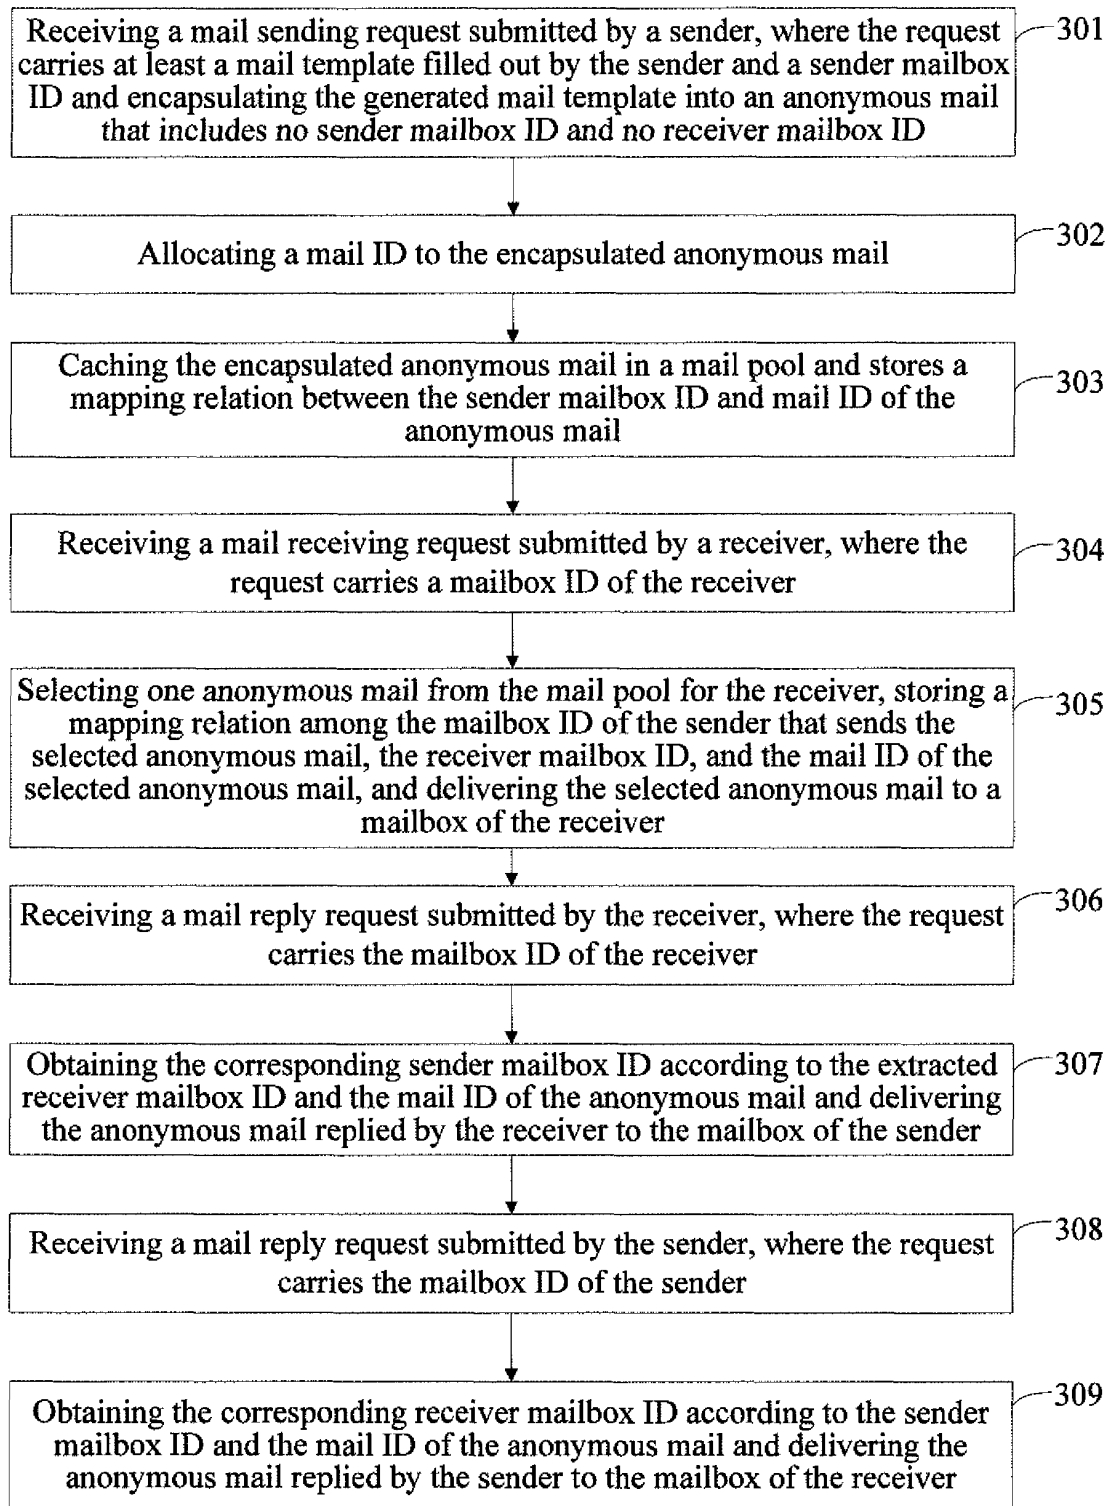 Receiving a mail sending request submitted by a sender, where the request
carries at least a mail template filled out by the sender and a sender mailbox
ID and encapsulating the generated mail template into an anonymous mail
that includes no sender mailbox ID and no receiver mailbox ID
301
Allocating a mail ID to the encapsulated anonymous mail
302
Caching the encapsulated anonymous mail in a mail pool and stores a
mapping relation between the sender mailbox ID and mail ID of the
anonymous mail
303
Receiving a mail receiving request submitted by a receiver, where the
request carries a mailbox ID of the receiver
304
Selecting one anonymous mail from the mail pool for the receiver, storing a
mapping relation among the mailbox ID of the sender that sends the
selected anonymous mail, the receiver mailbox ID, and the mail ID of the
selected anonymous mail, and delivering the selected anonymous mail to a
mailbox of the receiver
305
Receiving a mail reply request submitted by the receiver, where the request
carries the mailbox ID of the receiver
306
Obtaining the corresponding sender mailbox ID according to the extracted
receiver mailbox ID and the mail ID of the anonymous mail and delivering
the anonymous mail replied by the receiver to the mailbox of the sender
307
Receiving a mail reply request submitted by the sender, where the request
carries the mailbox ID of the sender
308
Obtaining the corresponding receiver mailbox ID according to the sender
mailbox ID and the mail ID of the anonymous mail and delivering the
anonymous mail replied by the sender to the mailbox of the receiver
309